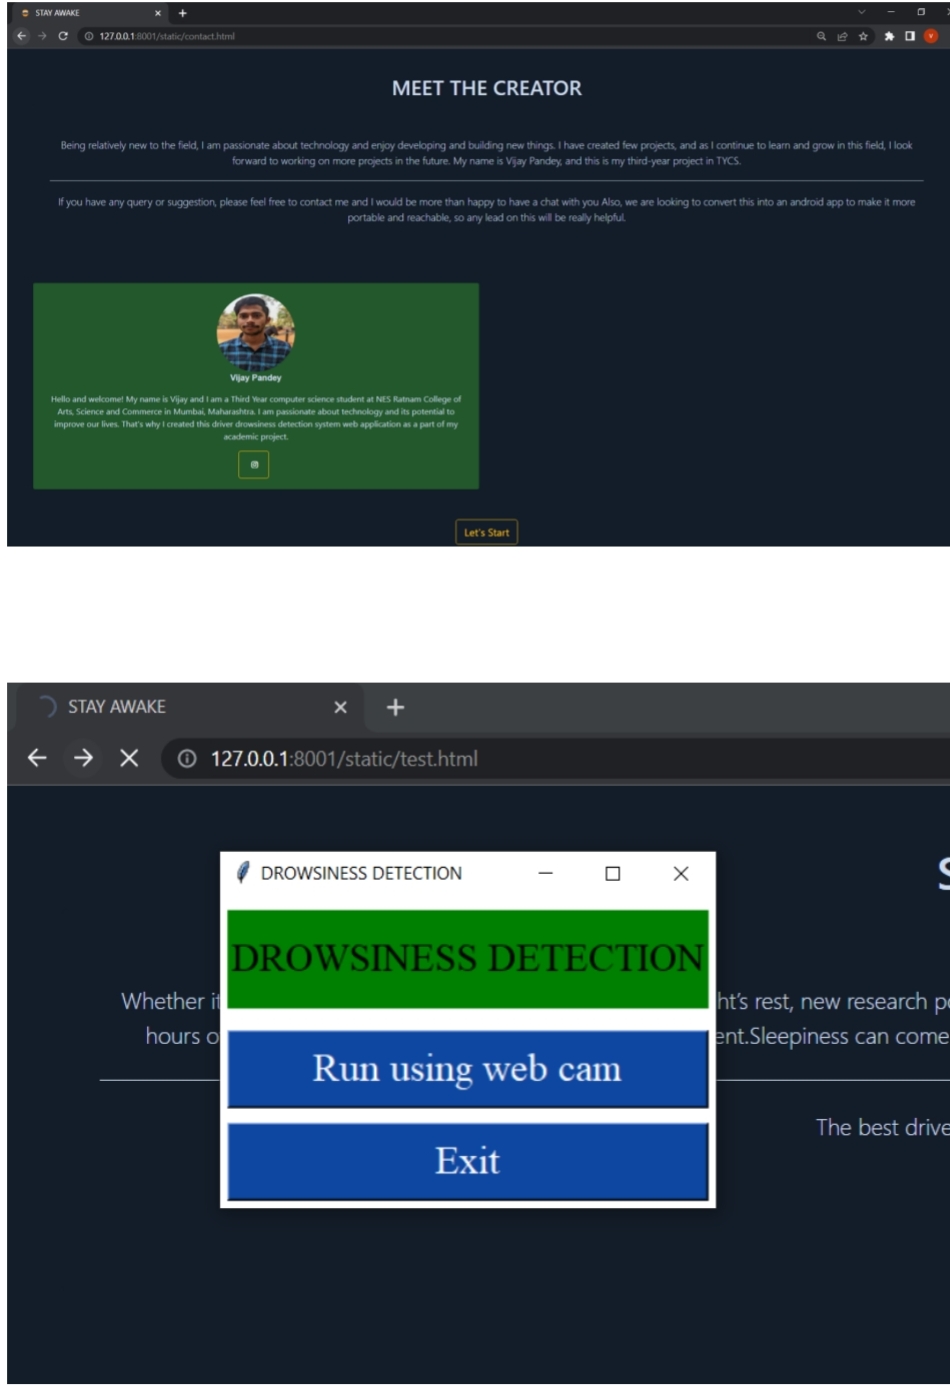 STAY AWAKE
127.0.0.1:8001/static/contact.html
V
MEET THE CREATOR
Being relatively new to the field, I am passionate about technology and enjoy developing and building new things. I have created few projects, and as I continue to learn and grow in this field, I look
forward to working on more projects in the future. My name is Vijay Pandey, and this is my third-year project in TYCS.
If you have any query or suggestion, please feel free to contact me and I would be more than happy to have a chat with you Also, we are looking to convert this into an android app to make it more
portable and reachable, so any lead on this will be really helpful.
Vijay Pandey
Hello and welcome! My name is Vijay and I am a Third Year computer science student at NES Ratnam College of
Arts, Science and Commerce in Mumbai, Maharashtra. I am passionate about technology and its potential to
improve our lives. That's why I created this driver drowsiness detection system web application as a part of my
academic project.
Let's Start
STAY AWAKE
127.0.0.1:8001/static/test.html
DROWSINESS DETECTION
S
DROWSINESS DETECTION
Whether it ht's rest, new research p
hours o ent.Sleepiness can come
Run using web cam
The best drive
Exit